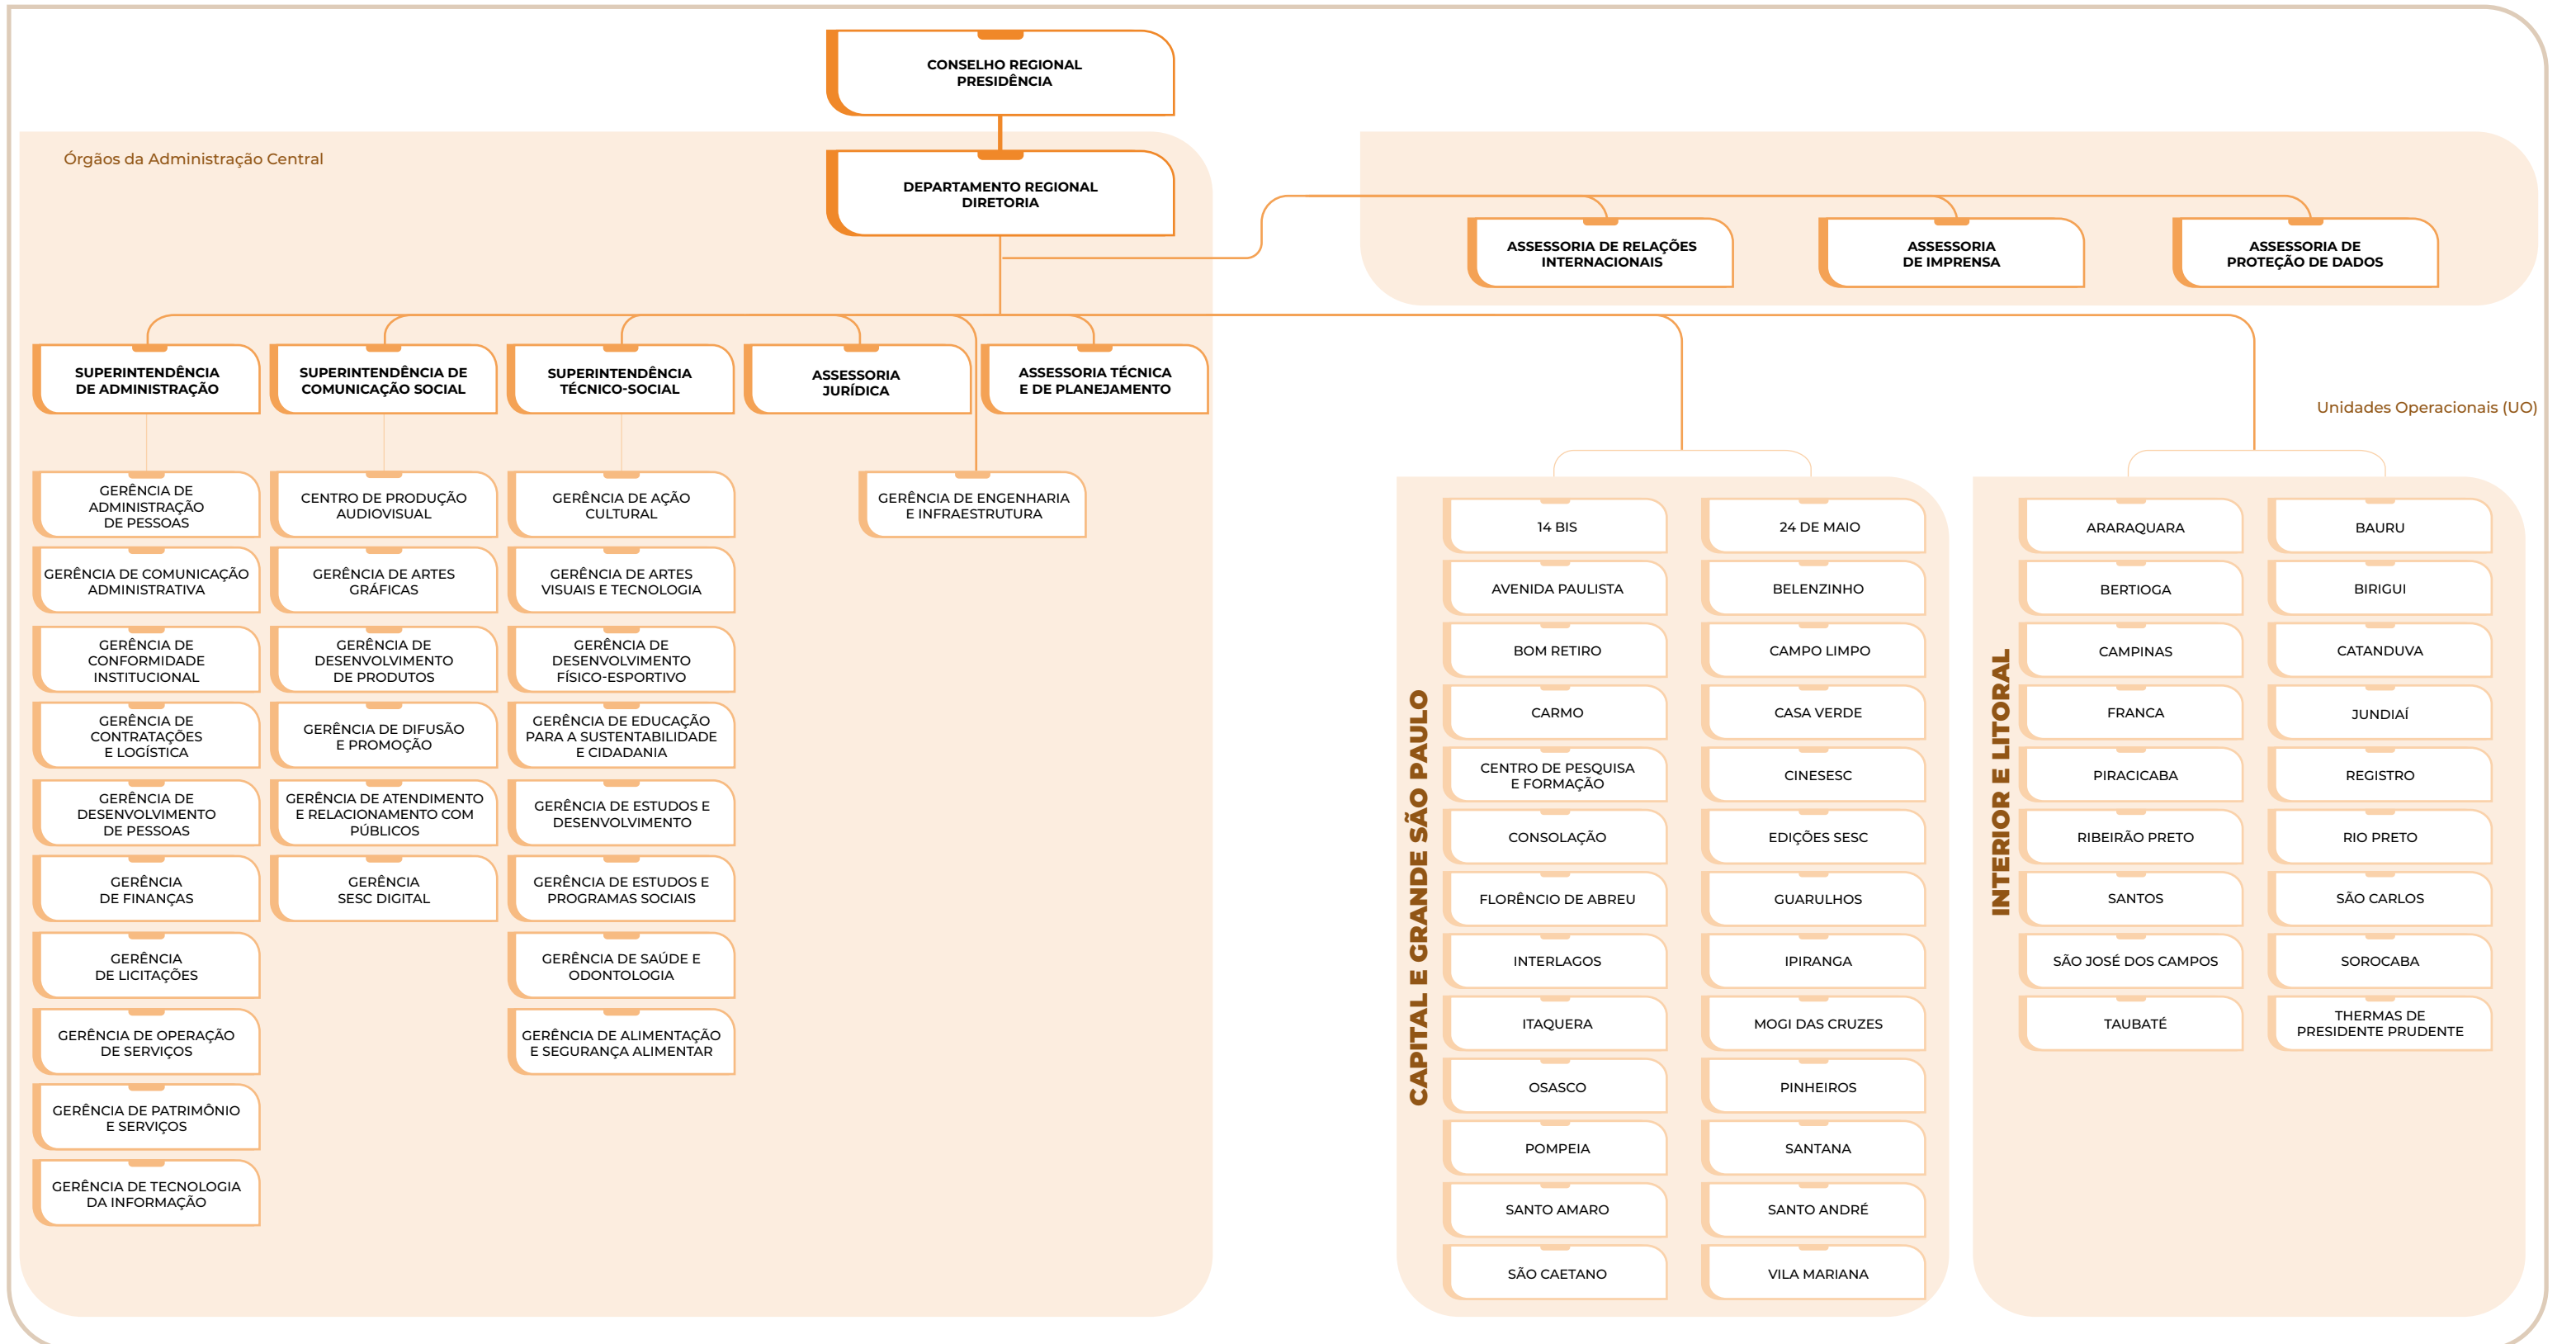 CONSELHO REGIONAL
PRESIDÊNCIA
Órgãos da Administração Central
DEPARTAMENTO REGIONAL
DIRETORIA
ASSESSORIA DE RELAÇÕES
INTERNACIONAIS
ASSESSORIA
DE IMPRENSA
ASSESSORIA DE
PROTEÇÃO DE DADOS
SUPERINTENDÊNCIA
DE ADMINISTRAÇÃO
SUPERINTENDÊNCIA DE
COMUNICAÇÃO SOCIAL
SUPERINTENDÊNCIA
TÉCNICO-SOCIAL
ASSESSORIA
JURÍDICA
ASSESSORIA TÉCNICA
E DE PLANEJAMENTO
GERÊNCIA DE
ADMINISTRAÇÃO
DE PESSOAS
GERÊNCIA DE COMUNICAÇÃO
ADMINISTRATIVA
GERÊNCIA DE
CONFORMIDADE
INSTITUCIONAL
GERÊNCIA DE
CONTRATAÇÕES
E LOGÍSTICA
GERÊNCIA DE
DESENVOLVIMENTO
DE PESSOAS
GERÊNCIA
DE FINANÇAS
GERÊNCIA
DE LICITAÇÕES
GERÊNCIA DE OPERAÇÃO
DE SERVIÇOS
GERÊNCIA DE PATRIMÔNIO
E SERVIÇOS
GERÊNCIA DE TECNOLOGIA
DA INFORMAÇÃO
CENTRO DE PRODUÇÃO
AUDIOVISUAL
GERÊNCIA DE ARTES
GRÁFICAS
GERÊNCIA DE
DESENVOLVIMENTO
DE PRODUTOS
GERÊNCIA DE DIFUSÃO
E PROMOÇÃO
GERÊNCIA DE ATENDIMENTO
E RELACIONAMENTO COM
PÚBLICOS
GERÊNCIA
SESC DIGITAL
GERÊNCIA DE AÇÃO
CULTURAL
GERÊNCIA DE ARTES
VISUAIS E TECNOLOGIA
GERÊNCIA DE
DESENVOLVIMENTO
FÍSICO-ESPORTIVO
GERÊNCIA DE EDUCAÇÃO
PARA A SUSTENTABILIDADE
E CIDADANIA
GERÊNCIA DE ESTUDOS E
DESENVOLVIMENTO
GERÊNCIA DE ESTUDOS E
PROGRAMAS SOCIAIS
GERÊNCIA DE SAÚDE E
ODONTOLOGIA
GERÊNCIA DE ALIMENTAÇÃO
E SEGURANÇA ALIMENTAR
GERÊNCIA DE ENGENHARIA
E INFRAESTRUTURA
Unidades Operacionais (UO)
CAPITAL E GRANDE SÃO PAULO
14 BIS
24 DE MAIO
AVENIDA PAULISTA
BELENZINHO
BOM RETIRO
CAMPO LIMPO
CARMO
CASA VERDE
CENTRO DE PESQUISA
E FORMAÇÃO
CINESESC
CONSOLAÇÃO
EDIÇÕES SESC
FLORÊNCIO DE ABREU
GUARULHOS
INTERLAGOS
IPIRANGA
ITAQUERA
MOGI DAS CRUZES
OSASCO
PINHEIROS
POMPEIA
SANTANA
SANTO AMARO
SANTO ANDRÉ
SÃO CAETANO
VILA MARIANA
INTERIOR E LITORAL
ARARAQUARA
BAURU
BERTIOGA
BIRIGUI
CAMPINAS
CATANDUVA
FRANCA
JUNDIAÍ
PIRACICABA
REGISTRO
RIBEIRÃO PRETO
RIO PRETO
SANTOS
SÃO CARLOS
SÃO JOSÉ DOS CAMPOS
SOROCABA
TAUBATÉ
THERMAS DE
PRESIDENTE PRUDENTE